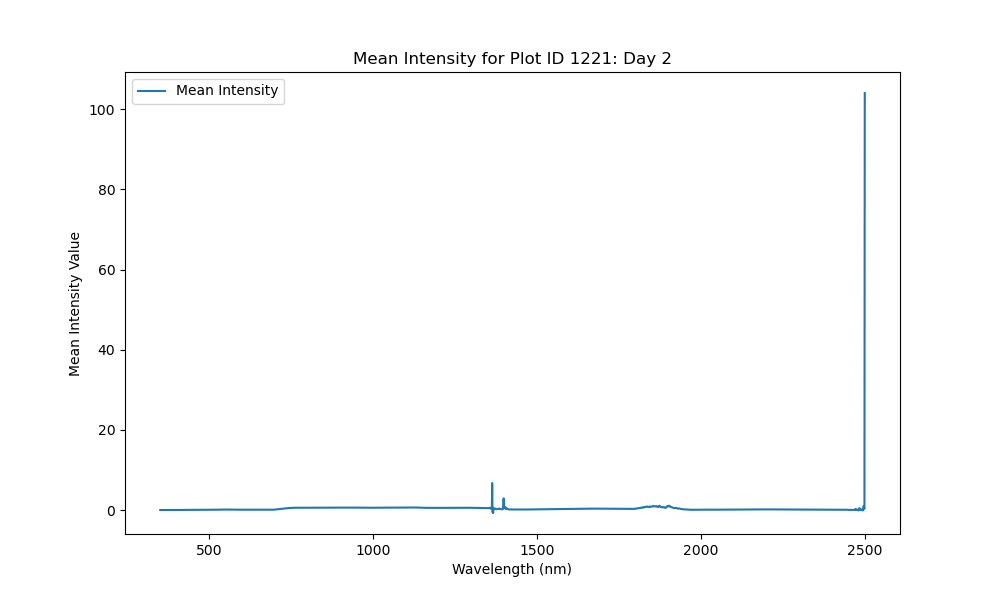 Mean Intensity for Plot ID 1221: Day 2
Mean Intensity
100
80
60
40
20
0
Mean Intensity Value
500 1000 1500 2000 2500
Wavelength (nm)